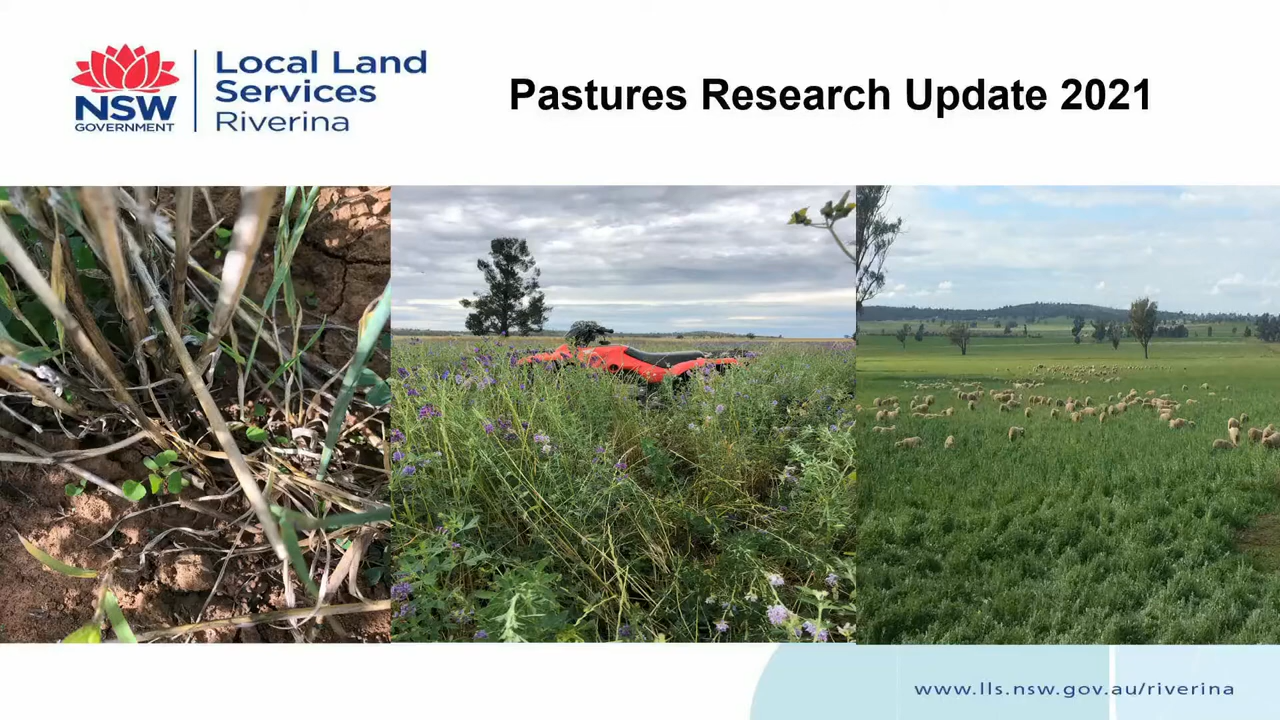 Local Land
Services
Riverina
NSW
GOVERNMENT
Pastures Research Update 2021
www.lls.nsw.gov.au/riverina